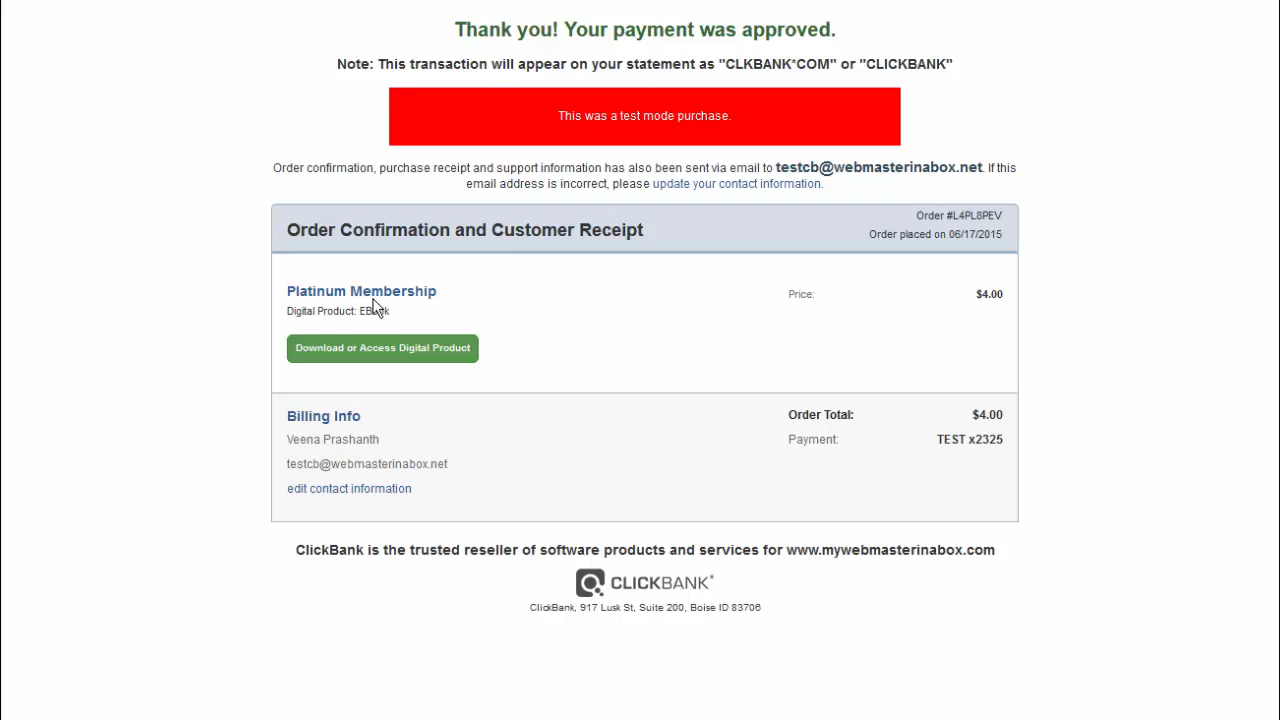 Thank you! Your payment was approved.
Note: This transaction will appear on your statement as "CLKBANK*COM" or "CLICKBANK"
This was a test mode purchase.
Order confirmation, purchase receipt and support information has also been sent via email to testcb@webmasterinabox.net. If this
email address is incorrect, please update your contact information.
Order Confirmation and Customer Receipt
Order #L4PL8PEV
Order placed on 06/17/2015
Platinum Membership
Price: $4.00
Digital Product:
Download or Access Digital Product
Billing Info
Order Total: $4.00
Veena Prashanth
Payment: TEST x2325
testcb@webmasterinabox.net
edit contact information
ClickBank is the trusted reseller of software products and services for www.mywebmasterinabox.com
CLICKBANK®
ClickBank, 917 Lusk St, Suite 200, Boise ID 83706